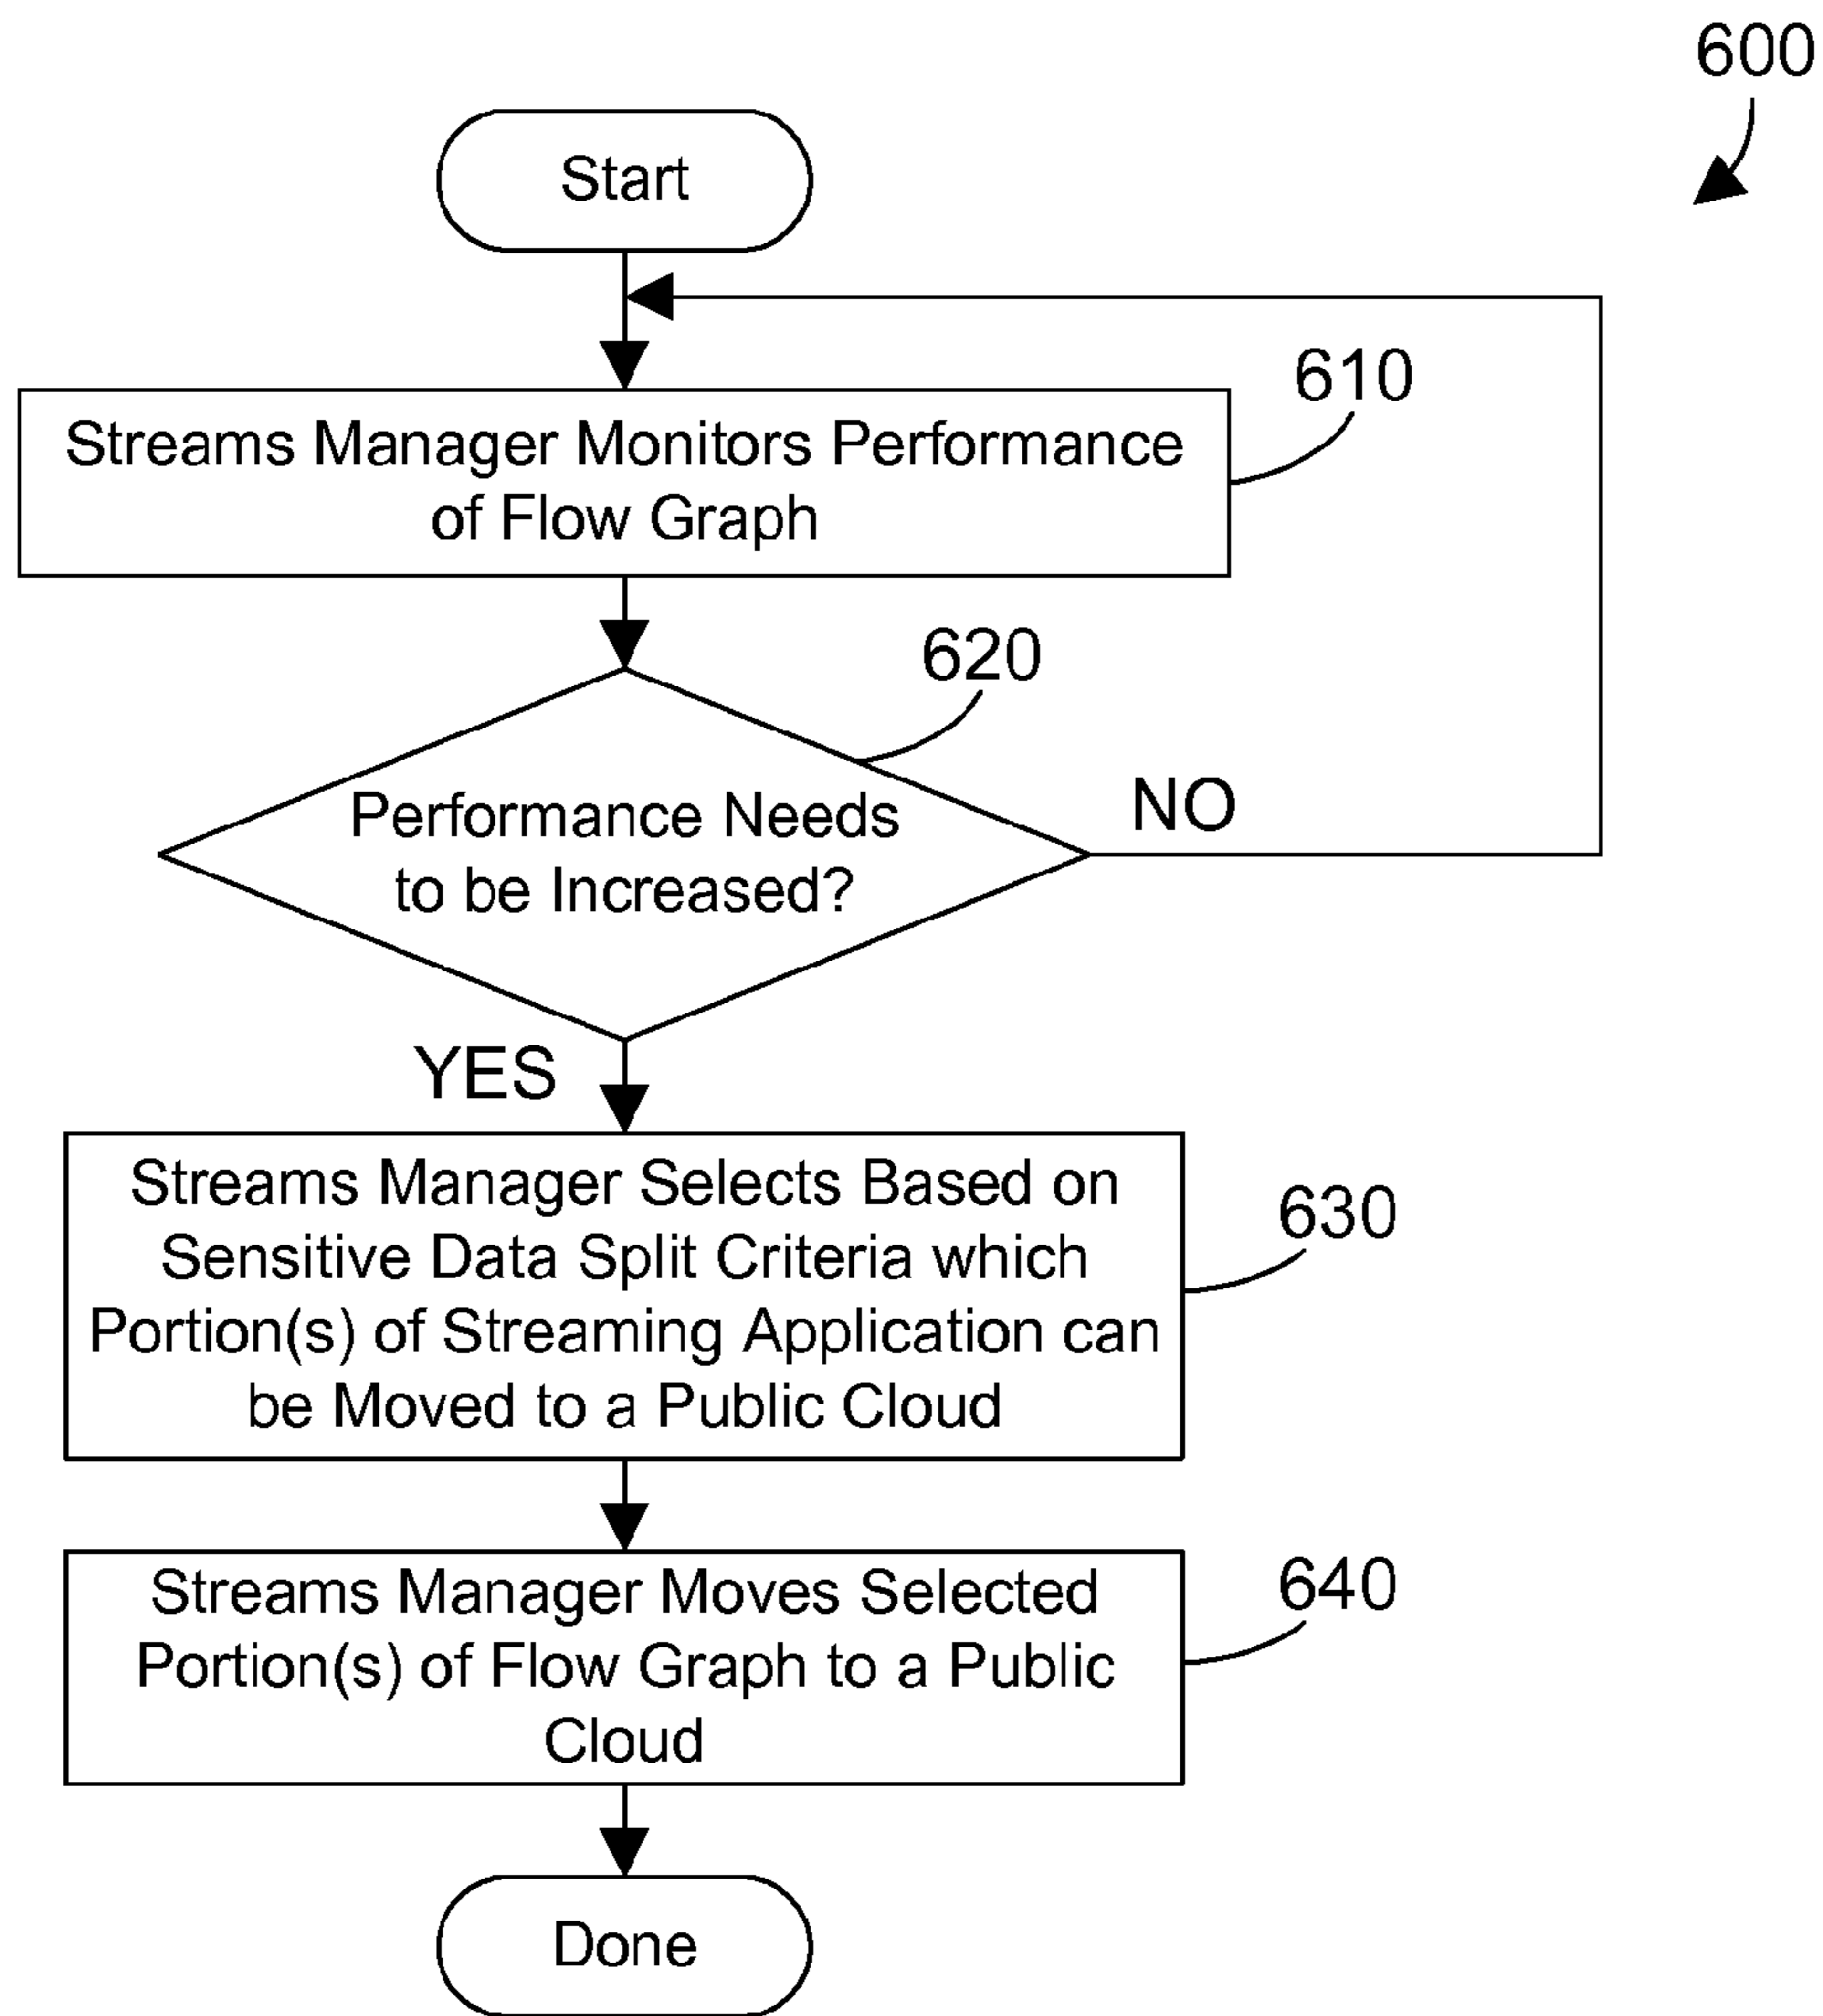 600
Start
610
Streams Manager Monitors Performance
of Flow Graph
620
Performance Needs
to be Increased?
NO
YES
Streams Manager Selects Based on
Sensitive Data Split Criteria which
Portion(s) of Streaming Application can
be Moved to a Public Cloud
630
Streams Manager Moves Selected
Portion(s) of Flow Graph to a Public
Cloud
640
Done